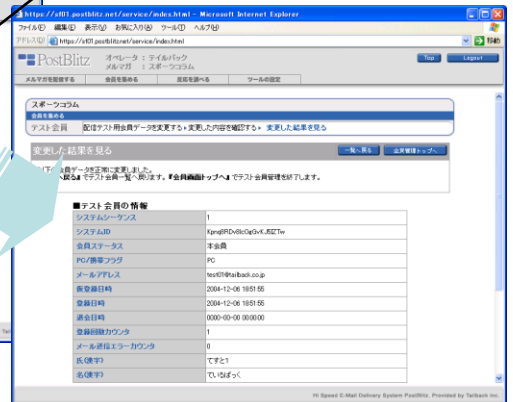 https://sf01.postblitz.net/service/index.html - Microsoft Internet Explorer
ファイル(F) 編集(E) 表示(V) お気に入り(A) ツール(T) ヘルプ(H)
アドレス(D) https://sf01.postblitz.net/service/index.html 移動
PostBlitz オペレータ : テイルバック
メルマガ : スポーツコラム
Top Logout
メルマガを配信する 会員を集める 反応を調べる ツールの設定
スポーツコラム
会員を集める
テスト会員 配信テスト用会員データを変更する 変更した内容を確認する 変更した結果を見る
変更した結果を見る 一覧へ戻る 会員管理トップへ
下の会員データを正常に変更しました。
へ戻る』でテスト会員一覧へ戻ります。『会員画面トップへ』でテスト会員管理を終了します。
■テスト会員の情報
システムシーケンス 1
システムID
会員ステータス 本会員
PC/携帯フラグ PC
メールアドレス test01@tailback.co.jp
仮登録日時 2004-12-06 18:51:55
登録日時 2004-12-06 18:51:55
退会日時 0000-00-00 00:00:00
登録回数カウンタ 1
メール送信エラーカウンタ 0
氏(漢字) てすと1
名(漢字) ているばっく
Hi Speed E-Mail Delivery System PostBlitz. Provided by Tailback inc.